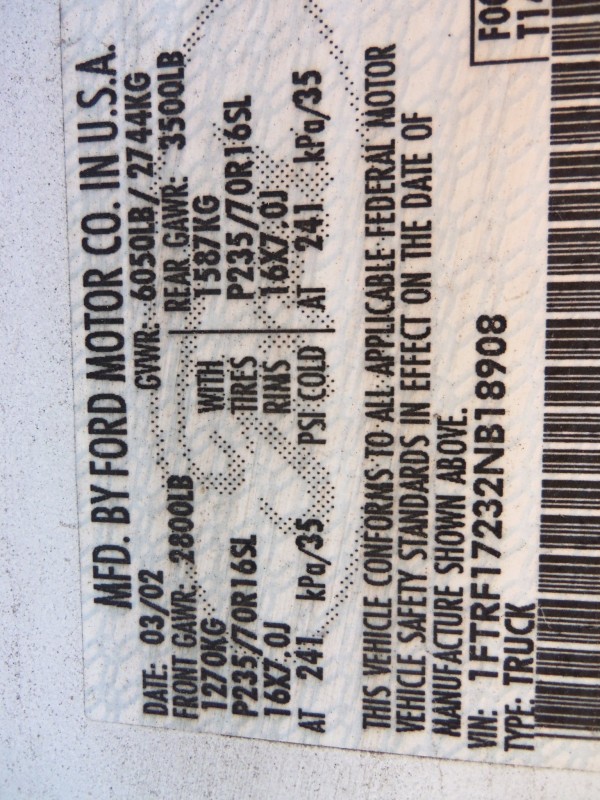 MFD. BY FORD MOTOR CO. IN U.S.A.
DATE: 03/02 GVWR: 6050LB/ 2744KG
FRONT GAWR: 2800LB REAR GAWR: 3500LB
1270KG WITH 1587KG
P235/70R16SL TIRES P235/70R16SL
16X7.0J RIMS 16X7.0J
AT 241 kPa/35 PSI COLD AT 241 kPa/35
THIS VEHICLE CONFORMS TO ALL APPLICABLE FEDERAL MOTOR
VEHICLE SAFETY STANDARDS IN EFFECT ON THE DATE OF
MANUFACTURE SHOWN ABOVE.
VIN: 1FTRF17232NB18908
TYPE: TRUCK